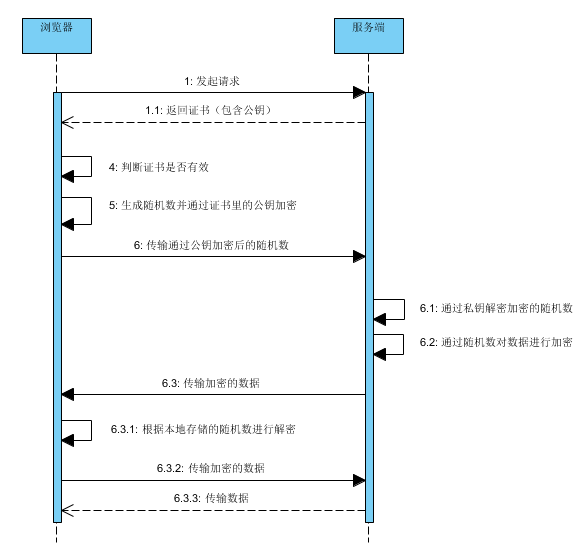 浏览器
服务端
1: 发起请求
1.1: 返回证书（包含公钥）
4: 判断证书是否有效
5: 生成随机数并通过证书里的公钥加密
6: 传输通过公钥加密后的随机数
6.1: 通过私钥解密加密的随机数
6.2: 通过随机数对数据进行加密
6.3: 传输加密的数据
6.3.1: 根据本地存储的随机数进行解密
6.3.2: 传输加密的数据
6.3.3: 传输数据